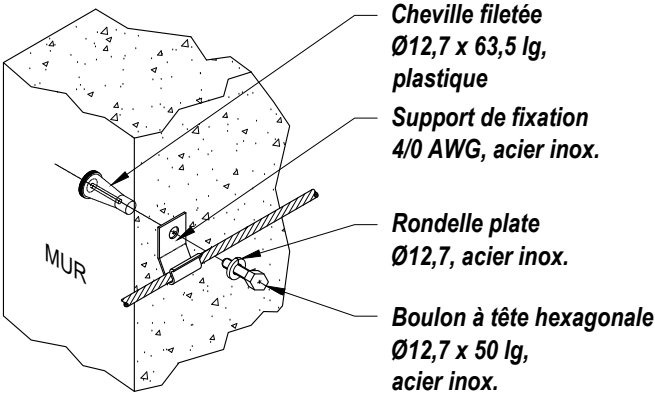 Cheville filetée
Ø12,7 x 63,5 lg,
plastique
Support de fixation
4/0 AWG, acier inox.
Rondelle plate
Ø12,7, acier inox.
Boulon à tête hexagonale
Ø12,7 x 50 lg,
acier inox.
MUR